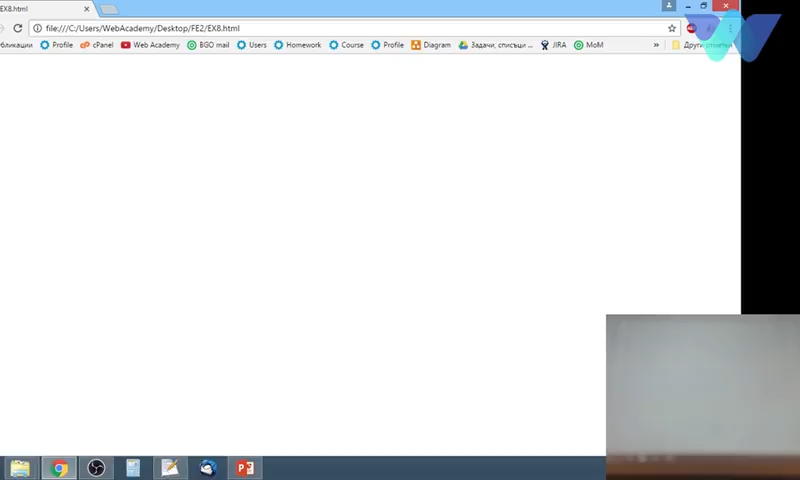 EX8.html
file:///C:/Users/WebAcademy/Desktop/FE2/EX8.html
бликации Profile cPanel Web Academy BGO mail Users Homework Course Profile Diagram Задачи, списъци ... JIRA MoM » Други отметки